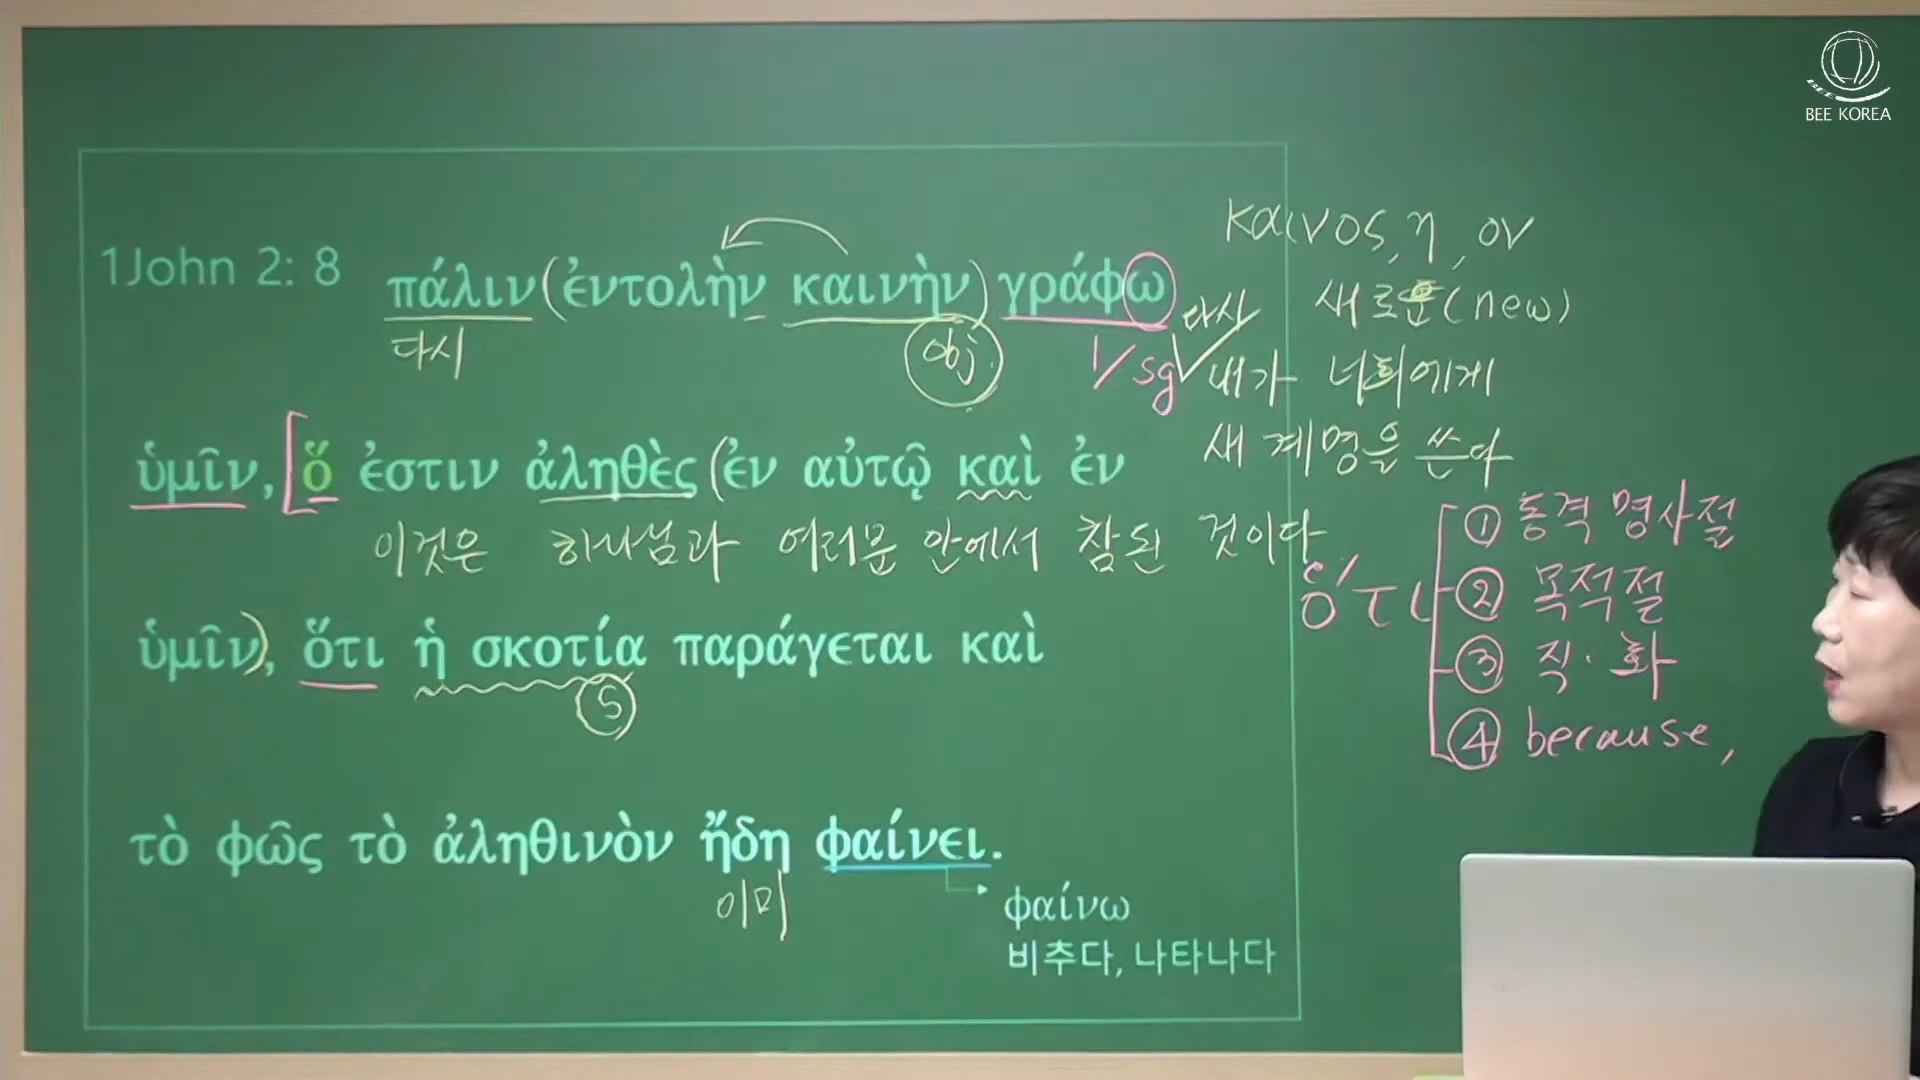 BEE KOREA
1John 2: 8
πάλιν (ἐντολὴν καινὴν) γράφω
다시
obj
1/sg
καινος, η, ον
새로운 (new)
다시
내가 너희에게
새 계명을 쓴다
ὑμῖν, [ὅ ἐστιν ἀληθὲς (ἐν αὐτῷ καὶ ἐν
이것은 하나님과 여러분 안에서 참된 것이다
ὑμῖν), ὅτι ἡ σκοτία παράγεται καὶ
S
ὅτι
① 동격 명사절
② 목적절
③ 직·화
④ because,
τὸ φῶς τὸ ἀληθινὸν ἤδη φαίνει.
이미
φαίνω
비추다, 나타나다